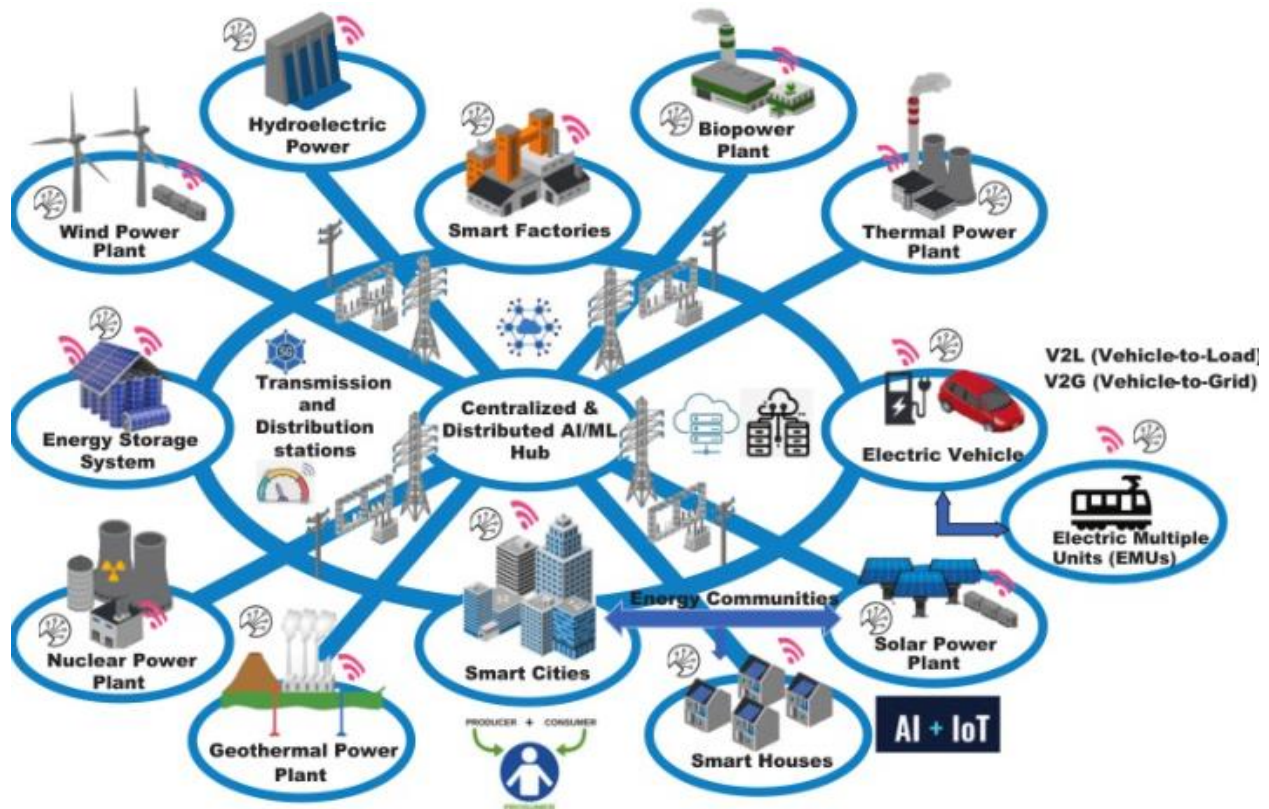 Hydroelectric
Power
Biopower
Plant
Wind Power
Plant
Smart Factories
Thermal Power
Plant
5G
Transmission
and
Distribution
stations
Energy Storage
System
Centralized &
Distributed AI/ML
Hub
Electric Vehicle
V2L (Vehicle-to-Load)
V2G (Vehicle-to-Grid)
Electric Multiple
Units (EMUs)
Nuclear Power
Plant
Energy Communities
Smart Cities
Solar Power
Plant
Geothermal Power
Plant
PRODUCER + CONSUMER
PROSUMER
Smart Houses
AI + IoT